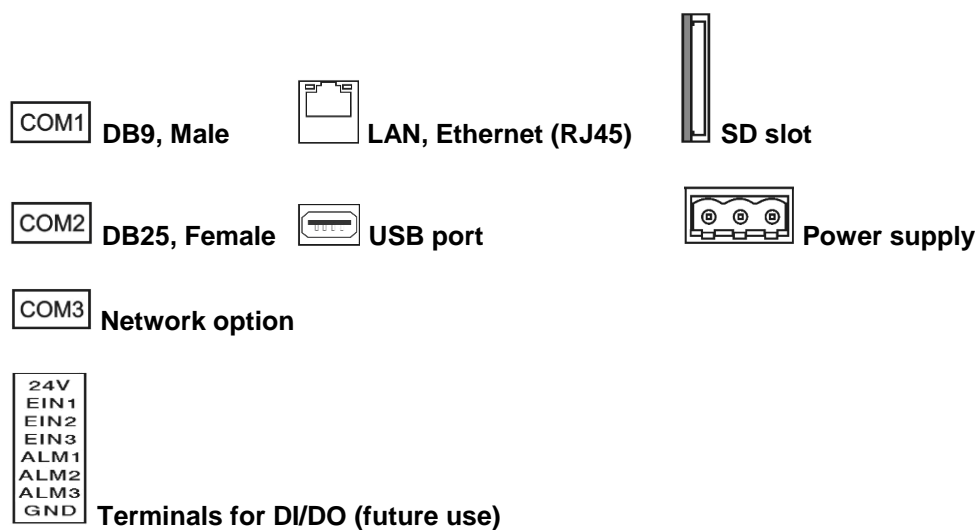 COM1 DB9, Male
LAN, Ethernet (RJ45)
SD slot
COM2 DB25, Female
USB port
Power supply
COM3 Network option
24V
EIN1
EIN2
EIN3
ALM1
ALM2
ALM3
GND
Terminals for DI/DO (future use)